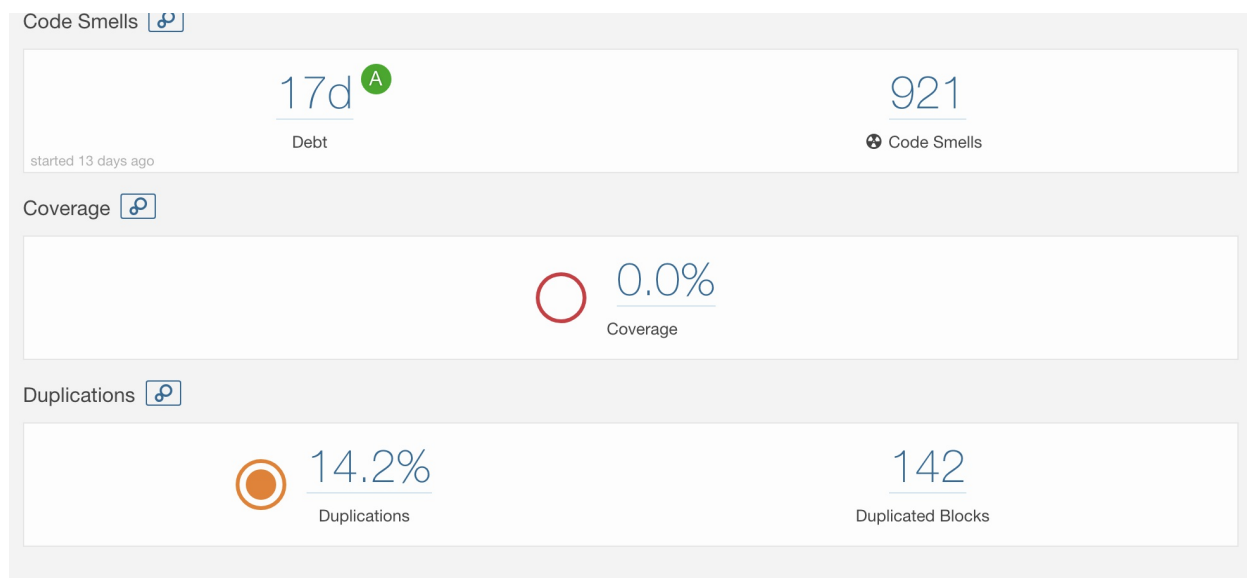 Code Smells
17d A
921
Debt
Code Smells
started 13 days ago
Coverage
0.0%
Coverage
Duplications
14.2%
142
Duplications
Duplicated Blocks